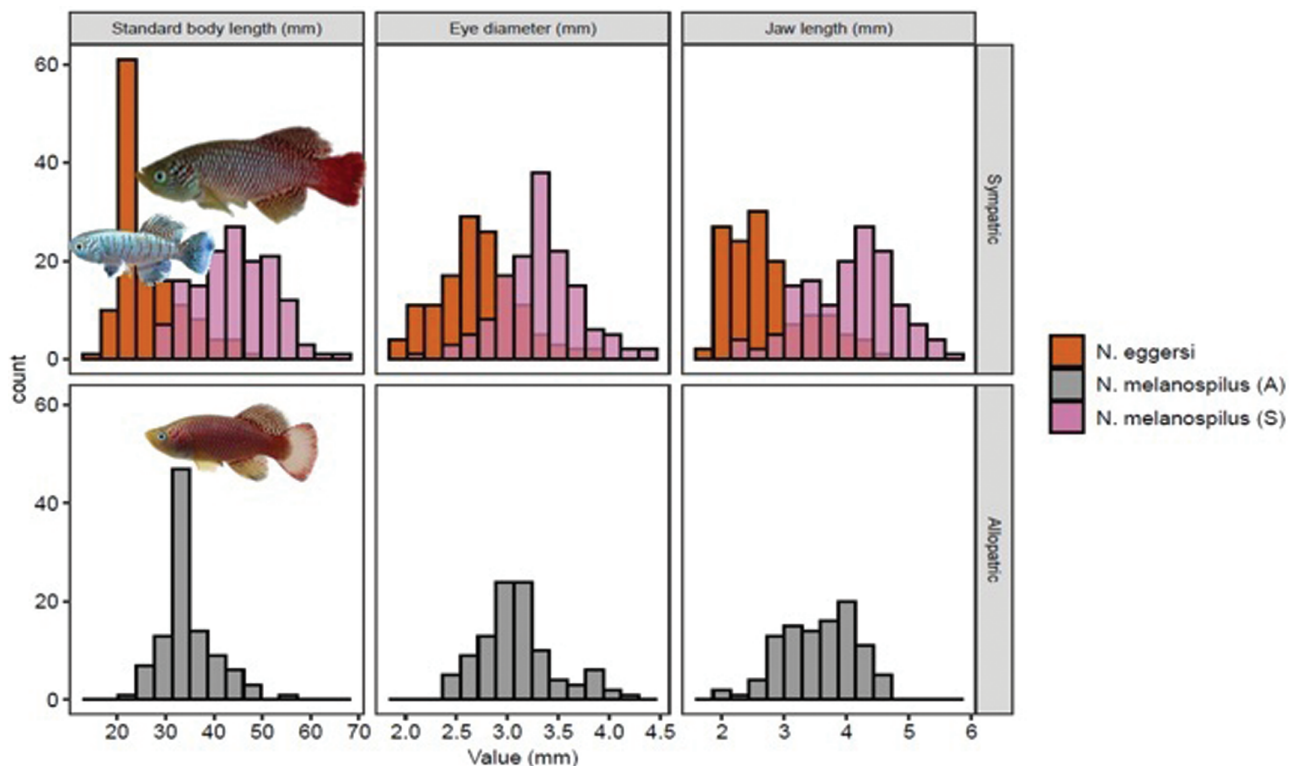 Standard body length (mm) Eye diameter (mm) Jaw length (mm)
60
40
20
0
Sympatric
count
60
40
20
0
Allopatric
20 30 40 50 60 70 2.0 2.5 3.0 3.5 4.0 4.5 2 3 4 5 6
Value (mm)
N. eggersi
N. melanospilus (A)
N. melanospilus (S)